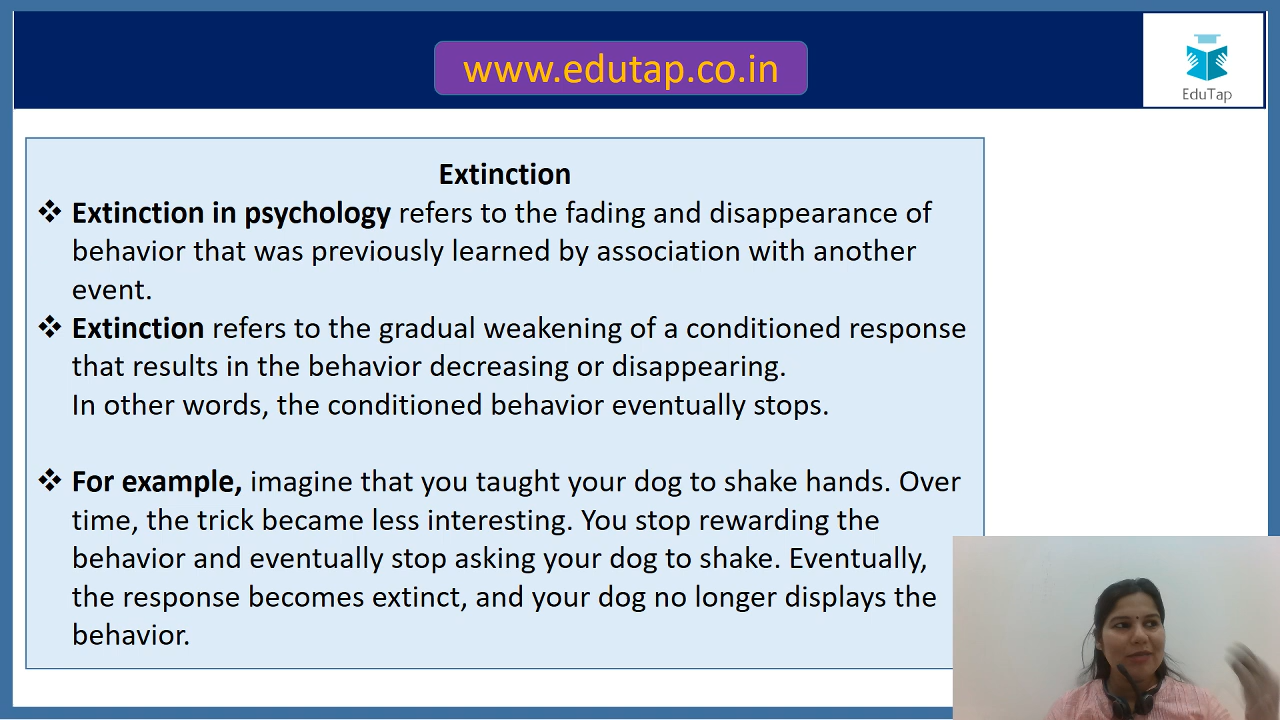 www.edutap.co.in
EduTap
Extinction
❖ Extinction in psychology refers to the fading and disappearance of
behavior that was previously learned by association with another
event.
❖ Extinction refers to the gradual weakening of a conditioned response
that results in the behavior decreasing or disappearing.
In other words, the conditioned behavior eventually stops.
❖ For example, imagine that you taught your dog to shake hands. Over
time, the trick became less interesting. You stop rewarding the
behavior and eventually stop asking your dog to shake. Eventually,
the response becomes extinct, and your dog no longer displays the
behavior.